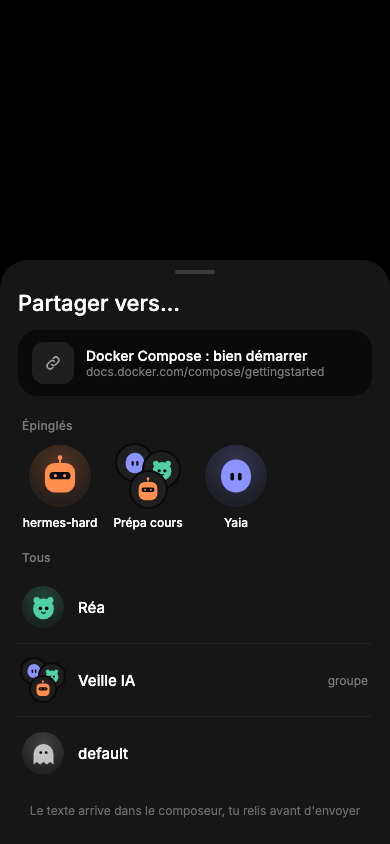 Partager vers...
Docker Compose : bien démarrer
docs.docker.com/compose/gettingstarted
Épinglés
hermes-hard
Prépa cours
Yaia
Tous
Réa
Veille IA
groupe
default
Le texte arrive dans le composeur, tu relis avant d'envoyer